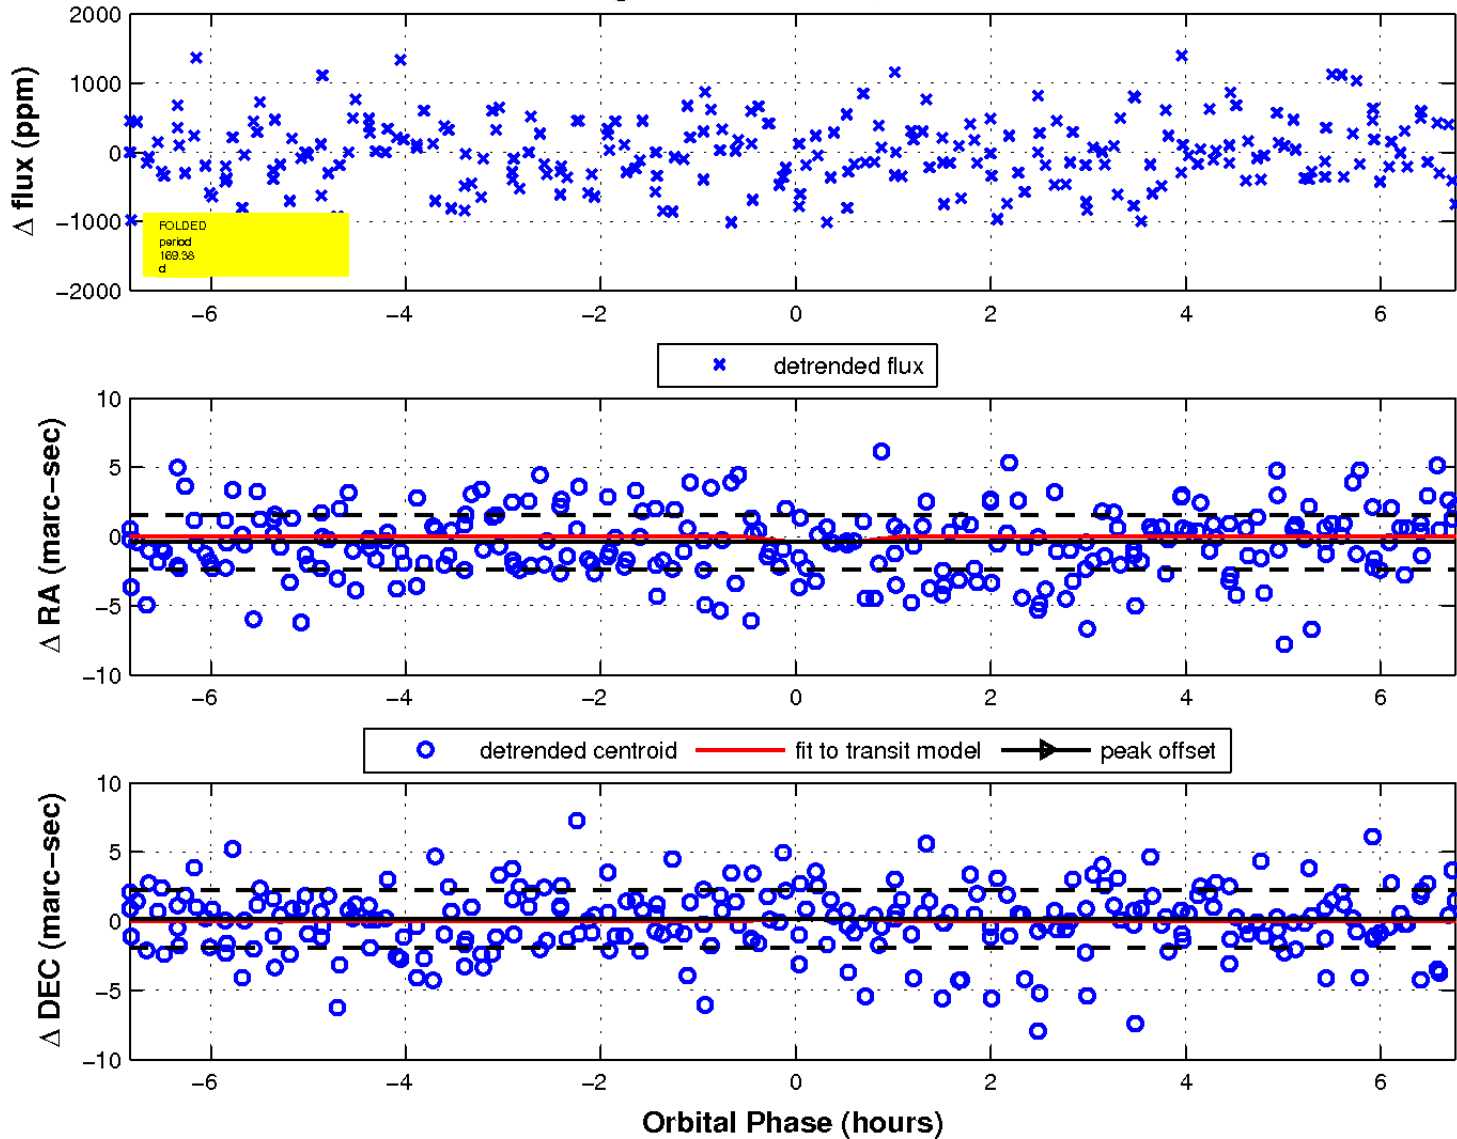 2000
1000
0
−1000
−2000
Δ flux (ppm)
FOLDED
period
169.38
d
−6 −4 −2 0 2 4 6
detrended flux
10
5
0
−5
−10
Δ RA (marc−sec)
−6 −4 −2 0 2 4 6
detrended centroid fit to transit model peak offset
10
5
0
−5
−10
Δ DEC (marc−sec)
−6 −4 −2 0 2 4 6
Orbital Phase (hours)